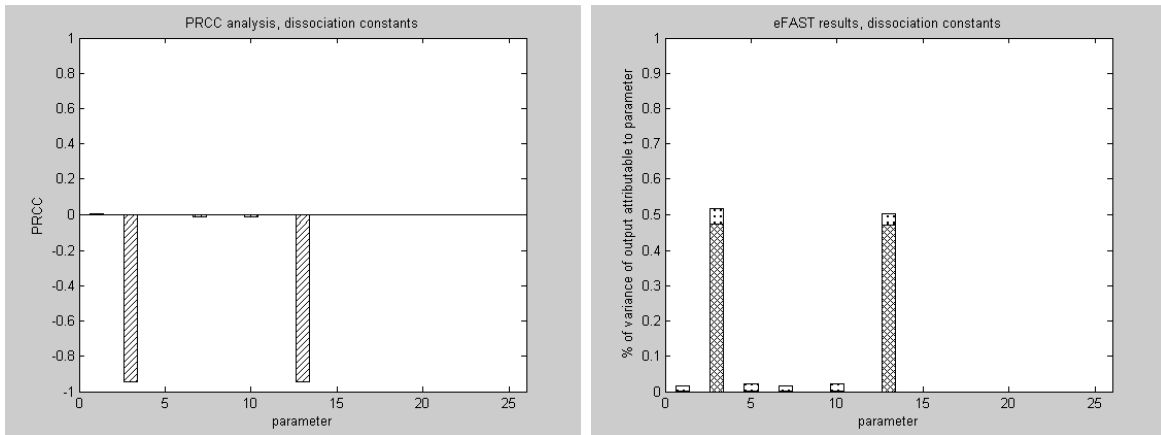 PRCC analysis, dissociation constants
1
0.8
0.6
0.4
0.2
0
-0.2
-0.4
-0.6
-0.8
-1
PRCC
0 5 10 15 20 25
parameter
eFAST results, dissociation constants
1
0.9
0.8
0.7
0.6
0.5
0.4
0.3
0.2
0.1
0
% of variance of output attributable to parameter
0 5 10 15 20 25
parameter